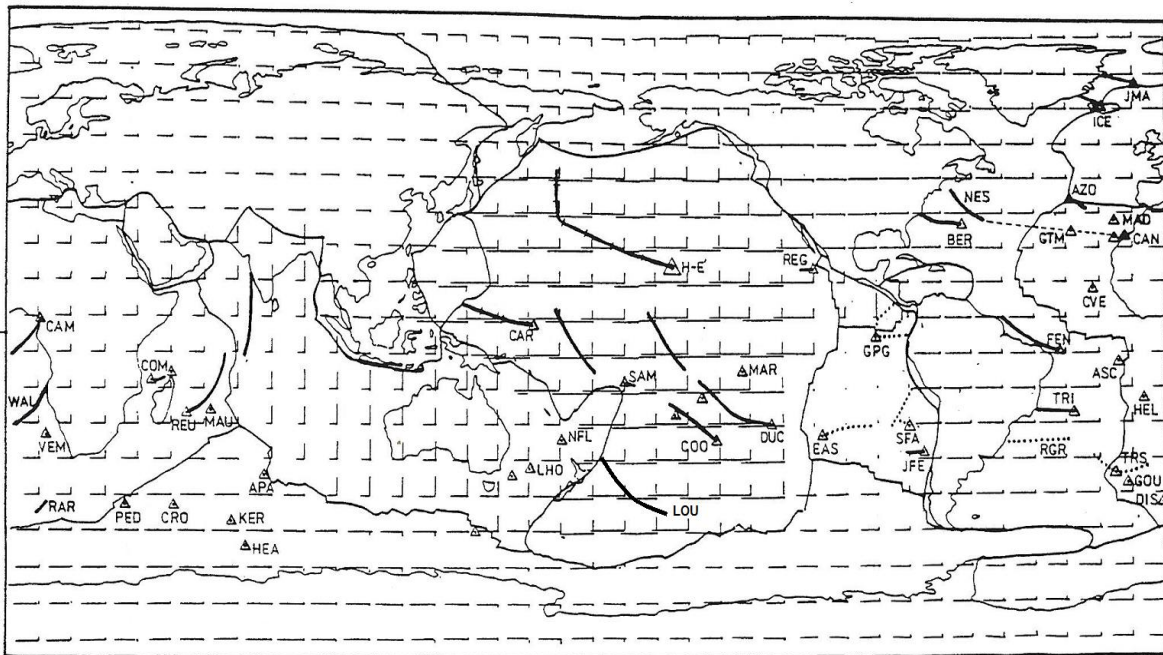 JMA
ICE
NES
AZO
BER
GTM
MAD
CAN
H-E
REG
CVE
CAM
CAR
GPG
FEN
COM
SAM
MAR
ASC
WAL
REU
MAU
TRI
HEL
VEM
NFL
COO
DUC
EAS
SFA
RGR
JFE
LHO
TRS
APA
GOU
DIS
RAR
PED
CRO
KER
LOU
HEA